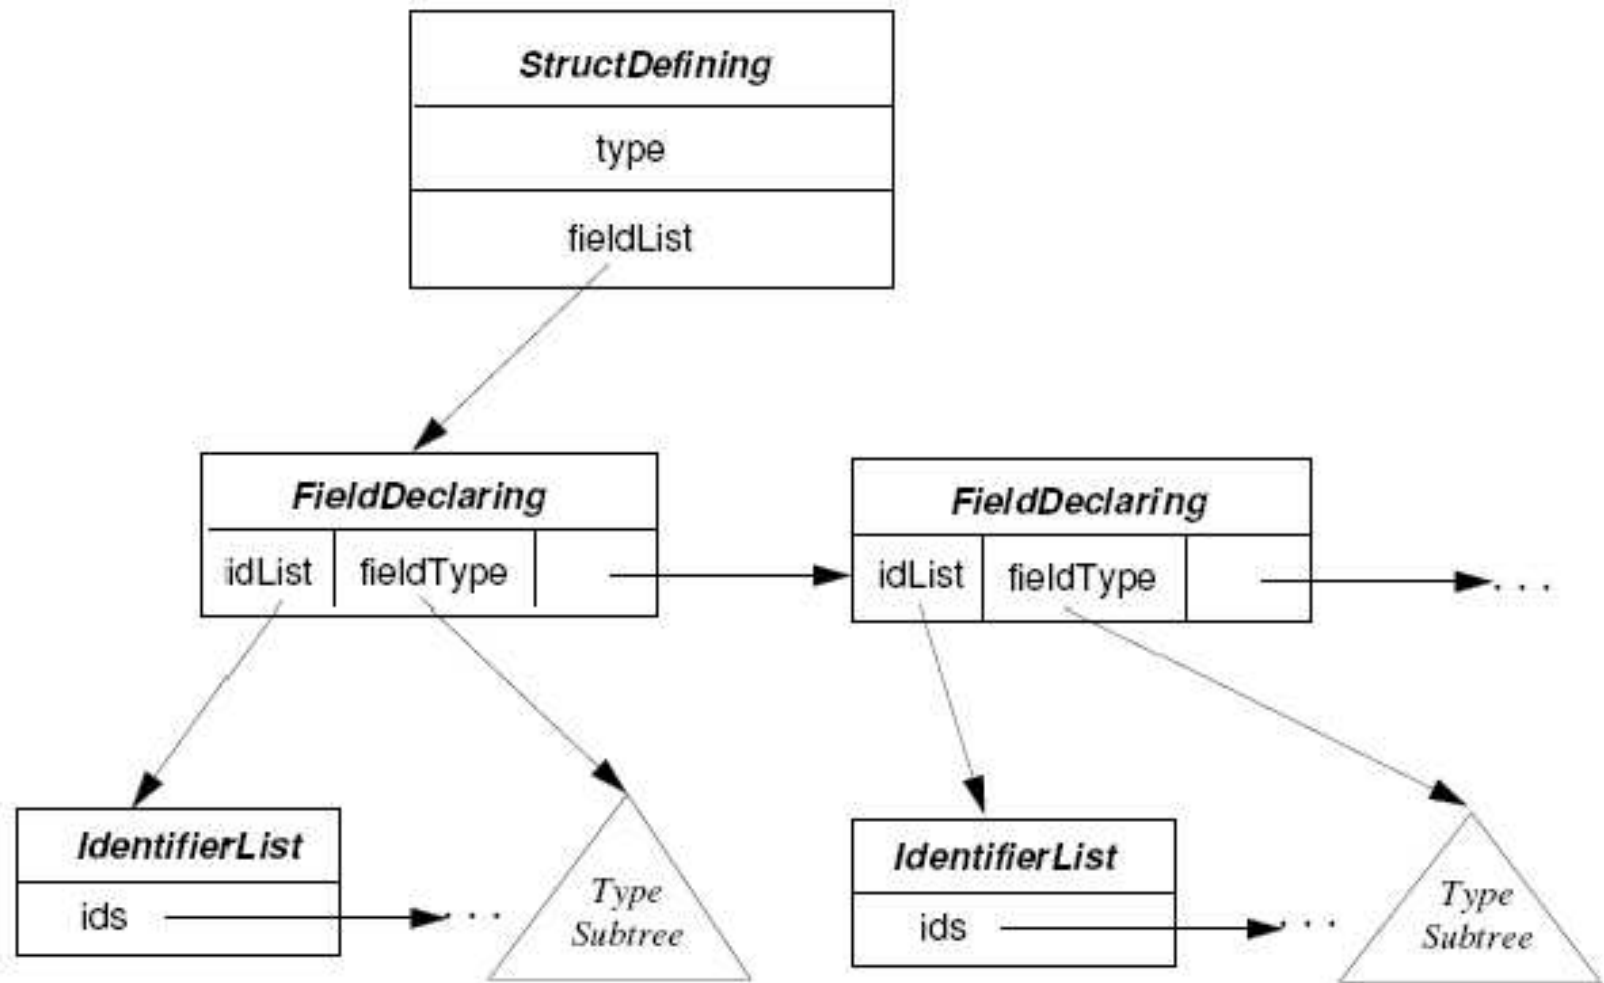 StructDefining
type
fieldList
FieldDeclaring
idList fieldType
FieldDeclaring
idList fieldType
. . .
IdentifierList
ids . . .
Type
Subtree
IdentifierList
ids . . .
Type
Subtree